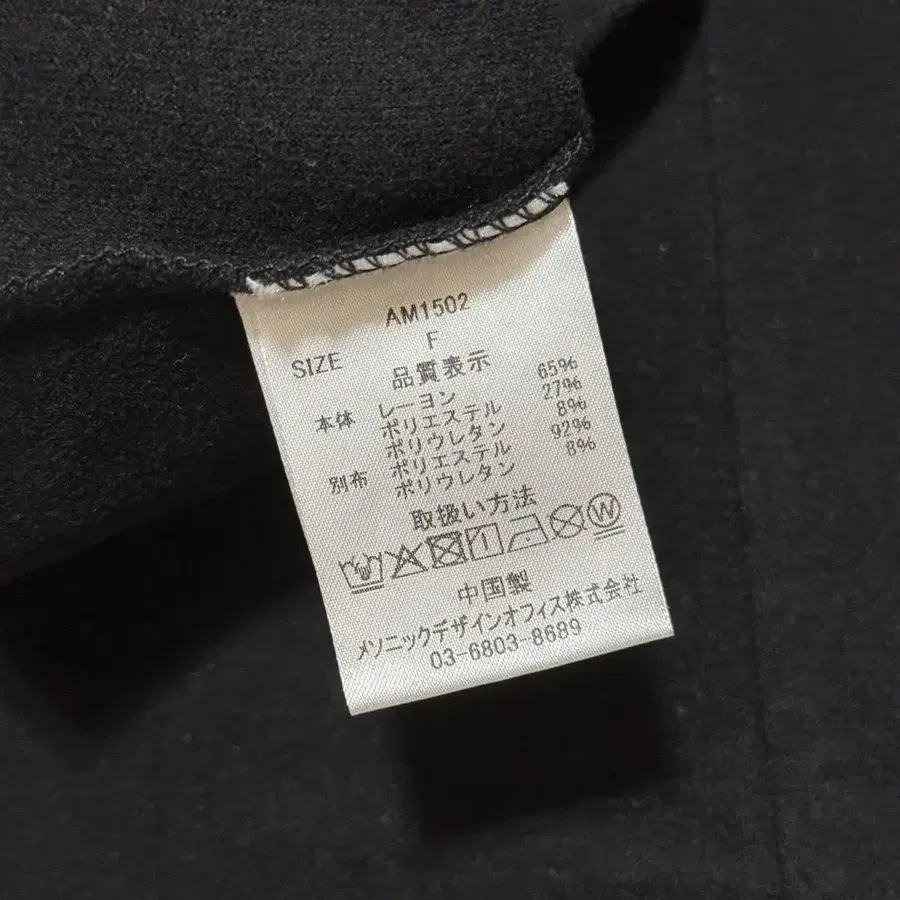 AM1502
SIZE F
品質表示
本体 レーヨン 65%
ポリエステル 27%
ポリウレタン 8%
別布 ポリエステル 92%
ポリウレタン 8%
取扱い方法
W
中国製
メソニックデザインオフィス株式会社
03-6803-8689